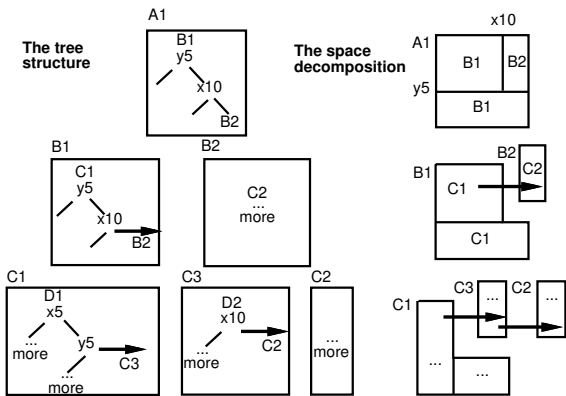 The tree
structure
A1
B1
y5
x10
B2
The space
decomposition
x10
A1
y5
B1
B2
B1
B1
C1
y5
x10
B2
B2
C2
...
more
B1
B2
C2
C1
C1
C1
D1
x5
...
more
y5
...
more
C3
C3
D2
x10
...
more
C2
C2
...
more
C1
C3
C2
...
...
...
...